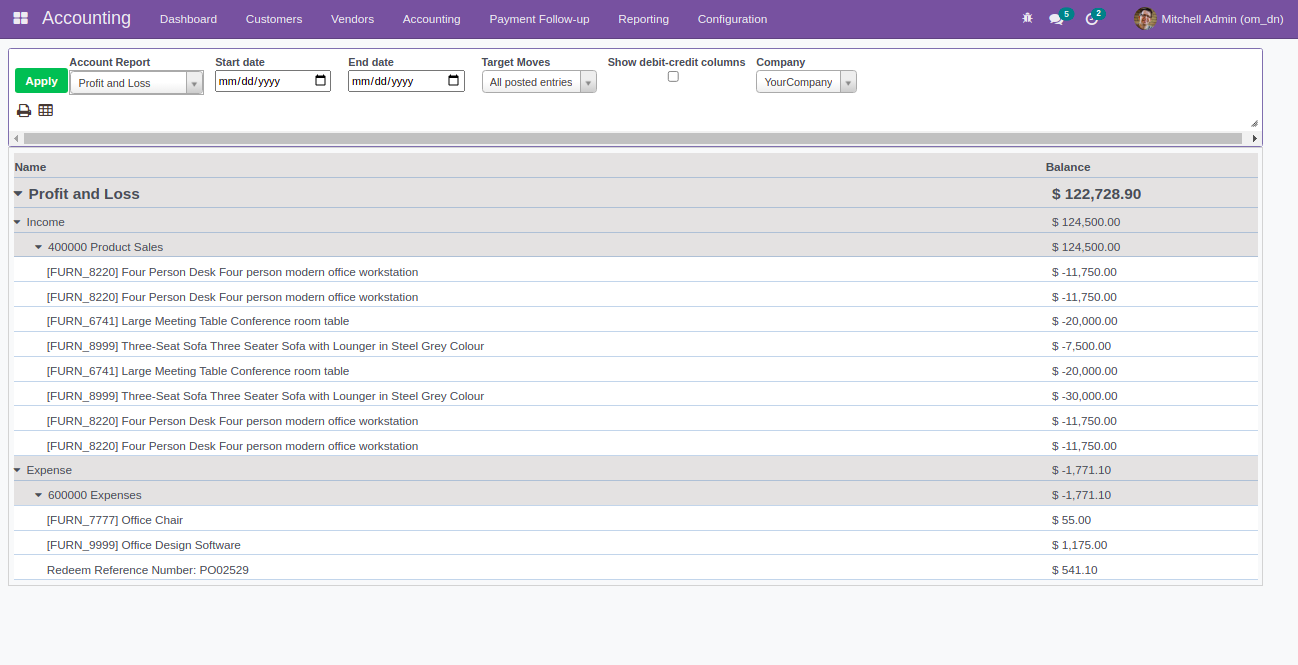 Accounting Dashboard Customers Vendors Accounting Payment Follow-up Reporting Configuration 5 2 Mitchell Admin (om_dn)
Account Report Start date End date Target Moves Show debit-credit columns Company
Apply Profit and Loss mm/dd/yyyy mm/dd/yyyy All posted entries YourCompany
Name Balance
Profit and Loss $ 122,728.90
Income $ 124,500.00
400000 Product Sales $ 124,500.00
[FURN_8220] Four Person Desk Four person modern office workstation $ -11,750.00
[FURN_8220] Four Person Desk Four person modern office workstation $ -11,750.00
[FURN_6741] Large Meeting Table Conference room table $ -20,000.00
[FURN_8999] Three-Seat Sofa Three Seater Sofa with Lounger in Steel Grey Colour $ -7,500.00
[FURN_6741] Large Meeting Table Conference room table $ -20,000.00
[FURN_8999] Three-Seat Sofa Three Seater Sofa with Lounger in Steel Grey Colour $ -30,000.00
[FURN_8220] Four Person Desk Four person modern office workstation $ -11,750.00
[FURN_8220] Four Person Desk Four person modern office workstation $ -11,750.00
Expense $ -1,771.10
600000 Expenses $ -1,771.10
[FURN_7777] Office Chair $ 55.00
[FURN_9999] Office Design Software $ 1,175.00
Redeem Reference Number: PO02529 $ 541.10